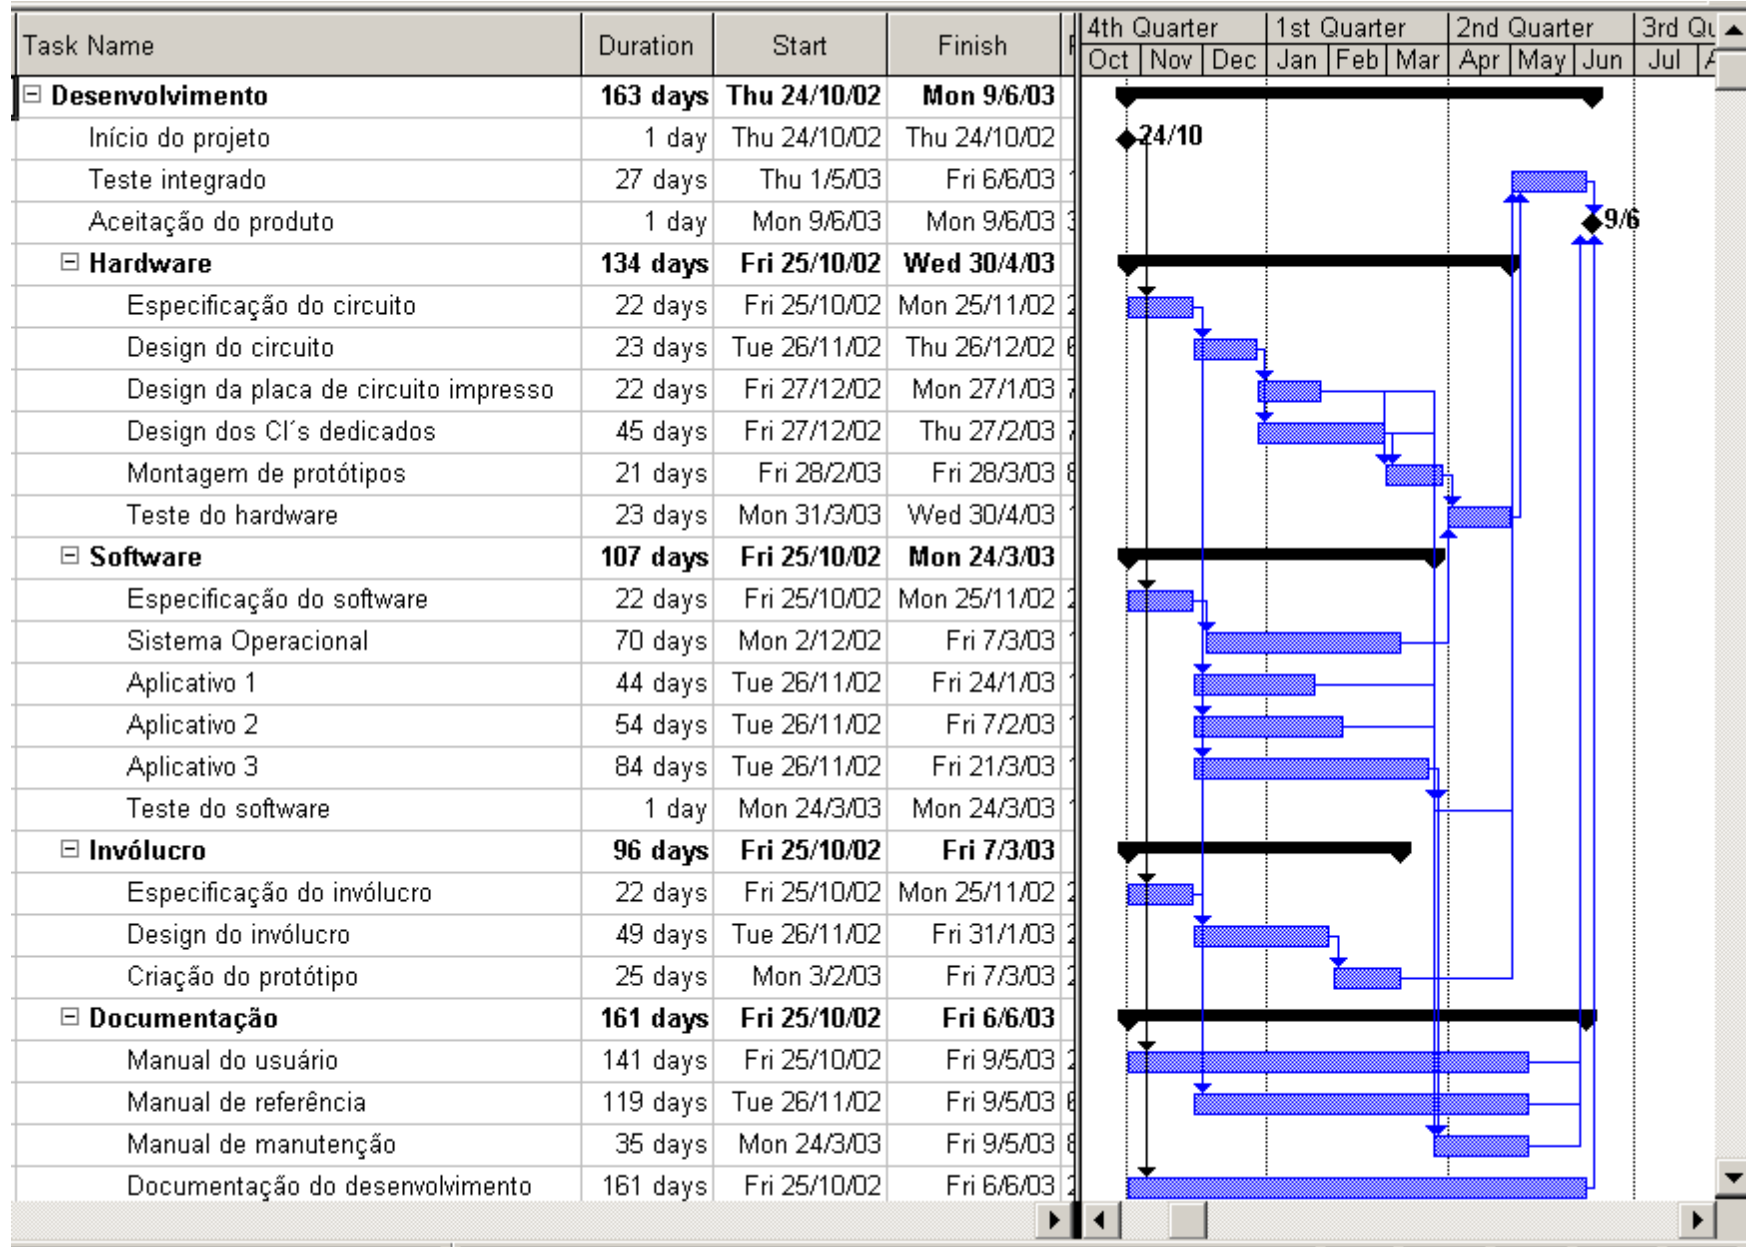 4th Quarter 1st Quarter 2nd Quarter 3rd
Task Name Duration Start Finish
Oct Nov Dec Jan Feb Mar Apr May Jun Jul
Desenvolvimento 163 days Thu 24/10/02 Mon 9/6/03
Início do projeto 1 day Thu 24/10/02 Thu 24/10/02 24/10
Teste integrado 27 days Thu 1/5/03 Fri 6/6/03
Aceitação do produto 1 day Mon 9/6/03 Mon 9/6/03 3 9/6
Hardware 134 days Fri 25/10/02 Wed 30/4/03
Especificação do circuito 22 days Fri 25/10/02 Mon 25/11/02 2
Design do circuito 23 days Tue 26/11/02 Thu 26/12/02 6
Design da placa de circuito impresso 22 days Fri 27/12/02 Mon 27/1/03 7
Design dos CI´s dedicados 45 days Fri 27/12/02 Thu 27/2/03 7
Montagem de protótipos 21 days Fri 28/2/03 Fri 28/3/03 8
Teste do hardware 23 days Mon 31/3/03 Wed 30/4/03
Software 107 days Fri 25/10/02 Mon 24/3/03
Especificação do software 22 days Fri 25/10/02 Mon 25/11/02 2
Sistema Operacional 70 days Mon 2/12/02 Fri 7/3/03
Aplicativo 1 44 days Tue 26/11/02 Fri 24/1/03
Aplicativo 2 54 days Tue 26/11/02 Fri 7/2/03
Aplicativo 3 84 days Tue 26/11/02 Fri 21/3/03
Teste do software 1 day Mon 24/3/03 Mon 24/3/03
Invólucro 96 days Fri 25/10/02 Fri 7/3/03
Especificação do invólucro 22 days Fri 25/10/02 Mon 25/11/02 2
Design do invólucro 49 days Tue 26/11/02 Fri 31/1/03 2
Criação do protótipo 25 days Mon 3/2/03 Fri 7/3/03 2
Documentação 161 days Fri 25/10/02 Fri 6/6/03
Manual do usuário 141 days Fri 25/10/02 Fri 9/5/03 2
Manual de referência 119 days Tue 26/11/02 Fri 9/5/03 6
Manual de manutenção 35 days Mon 24/3/03 Fri 9/5/03 8
Documentação do desenvolvimento 161 days Fri 25/10/02 Fri 6/6/03 2